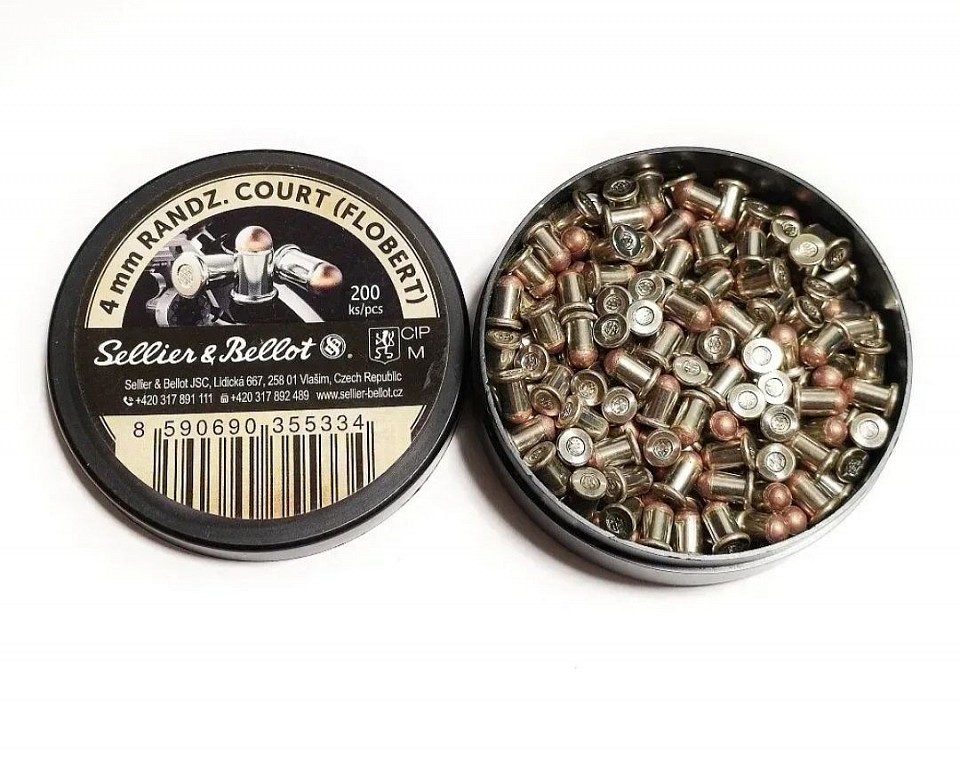 4 mm RANDZ. COURT (FLOBERT)
200
ks/pcs
Sellier & Bellot ®.
CIP
M
Sellier & Bellot JSC, Lidická 667, 258 01 Vlašim, Czech Republic
+420 317 891 111 +420 317 892 489 www.sellier-bellot.cz
8 590690 355334